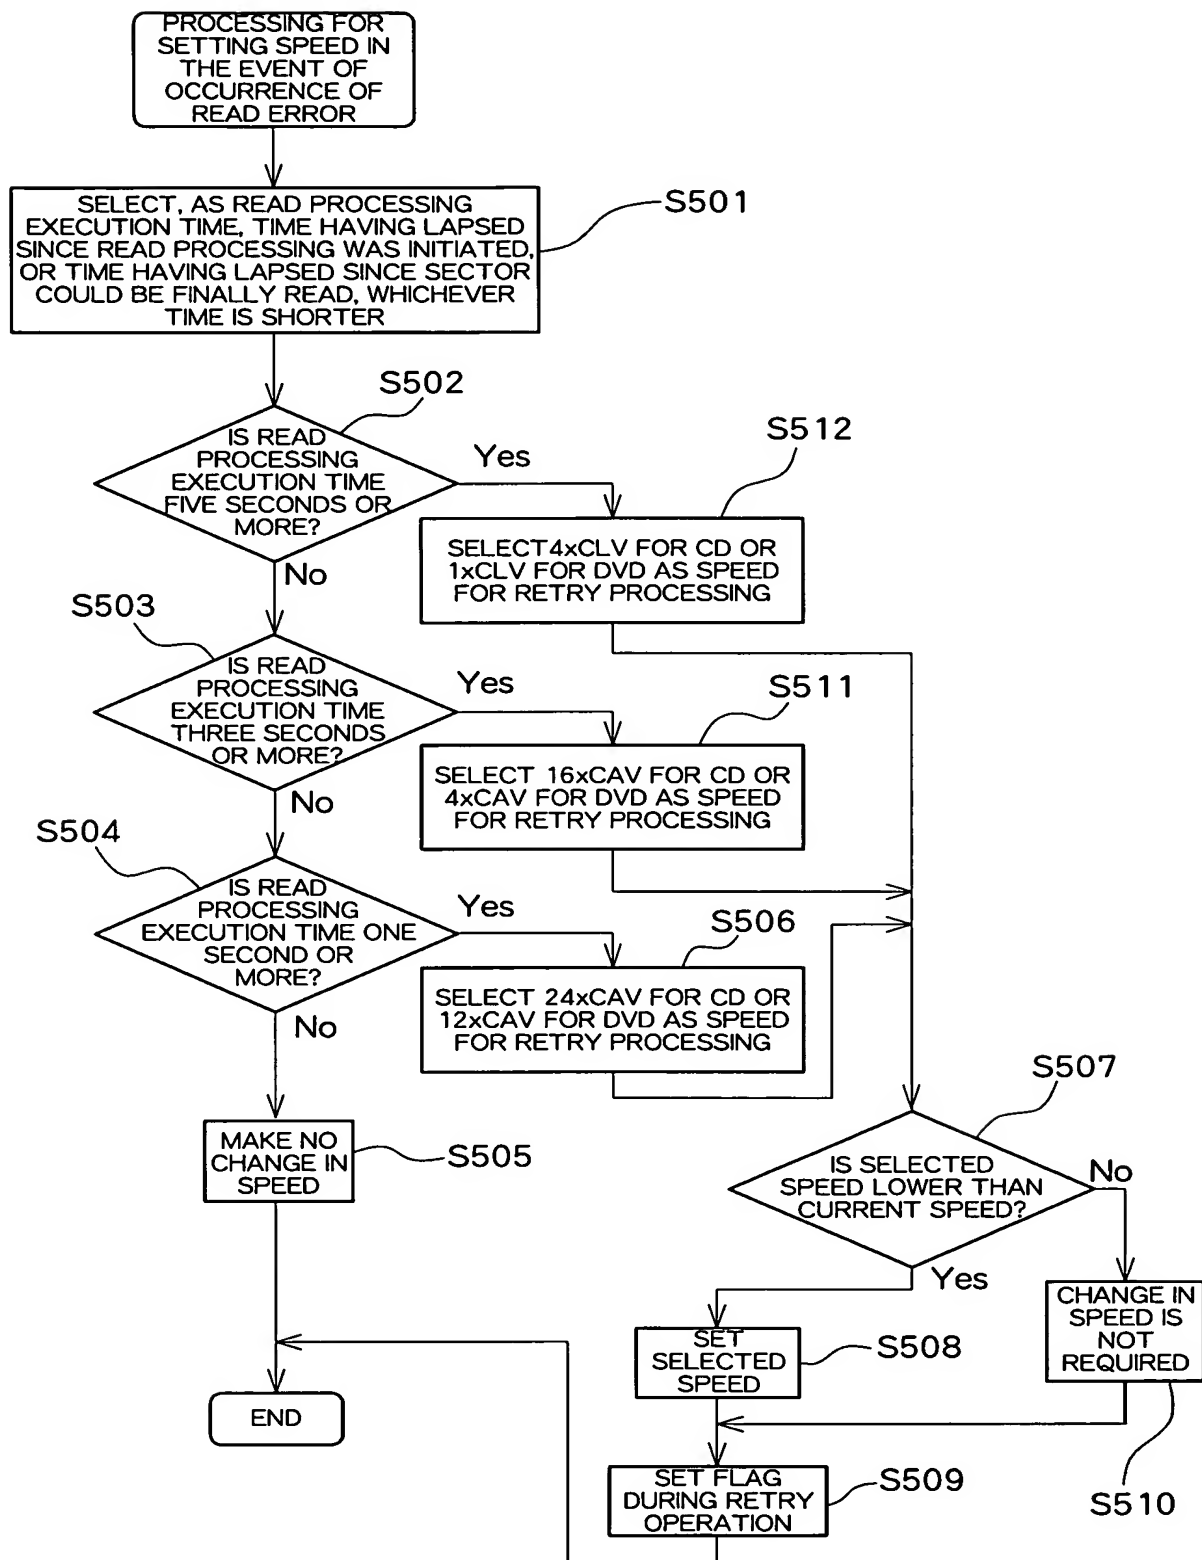 PROCESSING FOR
SETTING SPEED IN
THE EVENT OF
OCCURRENCE OF
READ ERROR
SELECT, AS READ PROCESSING
EXECUTION TIME, TIME HAVING LAPSED
SINCE READ PROCESSING WAS INITIATED,
OR TIME HAVING LAPSED SINCE SECTOR
COULD BE FINALLY READ, WHICHEVER
TIME IS SHORTER
S501
S502
IS READ
PROCESSING
EXECUTION TIME
FIVE SECONDS OR
MORE?
Yes
No
S512
SELECT 4xCLV FOR CD OR
1xCLV FOR DVD AS SPEED
FOR RETRY PROCESSING
S503
IS READ
PROCESSING
EXECUTION TIME
THREE SECONDS
OR MORE?
Yes
No
S511
SELECT 16xCAV FOR CD OR
4xCAV FOR DVD AS SPEED
FOR RETRY PROCESSING
S504
IS READ
PROCESSING
EXECUTION TIME ONE
SECOND OR
MORE?
Yes
No
S506
SELECT 24xCAV FOR CD OR
12xCAV FOR DVD AS SPEED
FOR RETRY PROCESSING
MAKE NO
CHANGE IN
SPEED
S505
S507
IS SELECTED
SPEED LOWER THAN
CURRENT SPEED?
No
Yes
SET
SELECTED
SPEED
S508
CHANGE IN
SPEED IS
NOT
REQUIRED
S510
END
SET FLAG
DURING RETRY
OPERATION
S509